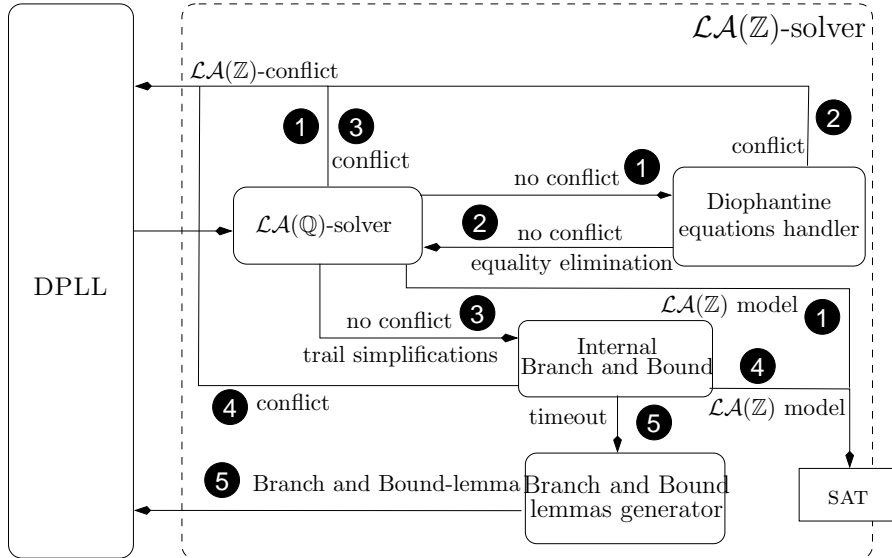 ℒ𝒜(ℤ)-solver
ℒ𝒜(ℤ)-conflict
1
3
2
conflict
conflict
no conflict
1
Diophantine
equations handler
ℒ𝒜(ℚ)-solver
2
no conflict
equality elimination
DPLL
no conflict
3
trail simplifications
ℒ𝒜(ℤ) model
1
Internal
Branch and Bound
4
ℒ𝒜(ℤ) model
4
conflict
timeout
5
5
Branch and Bound-lemma
Branch and Bound
lemmas generator
SAT